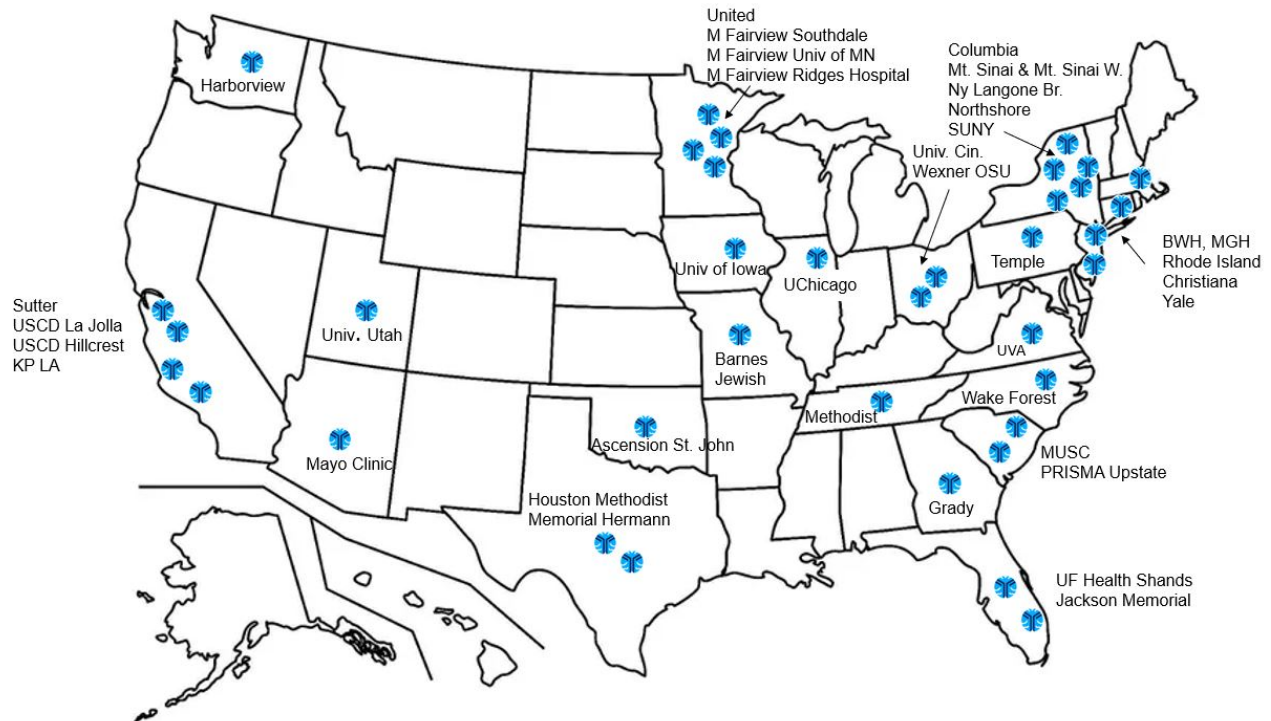 United
M Fairview Southdale
M Fairview Univ of MN
M Fairview Ridges Hospital
Columbia
Mt. Sinai & Mt. Sinai W.
Ny Langone Br.
Northshore
SUNY
Harborview
Univ. Cin.
Wexner OSU
BWH, MGH
Rhode Island
Christiana
Yale
Temple
Univ of Iowa
UChicago
Sutter
USCD La Jolla
USCD Hillcrest
KP LA
Univ. Utah
Barnes
Jewish
UVA
Wake Forest
Methodist
Ascension St. John
Mayo Clinic
MUSC
PRISMA Upstate
Houston Methodist
Memorial Hermann
Grady
UF Health Shands
Jackson Memorial